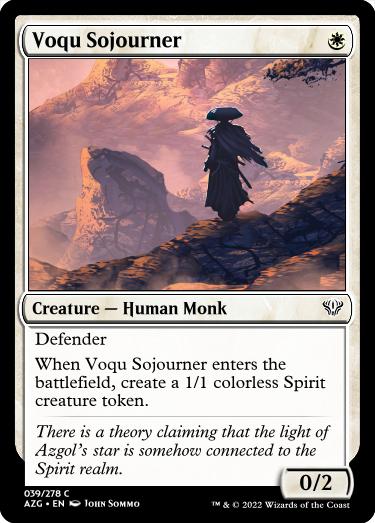 Voqu Sojourner
Creature — Human Monk
Defender
When Voqu Sojourner enters the
battlefield, create a 1/1 colorless Spirit
creature token.
There is a theory claiming that the light of
Azgol's star is somehow connected to the
Spirit realm.
0/2
039/278 C
AZG • EN John Sommo
™ & © 2022 Wizards of the Coast